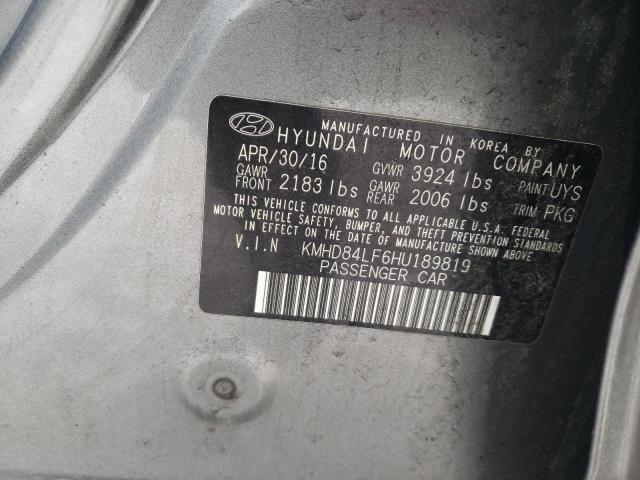 MANUFACTURED IN KOREA BY
HYUNDAI MOTOR COMPANY
APR/30/16 GVWR 3924 lbs PAINT UYS
GAWR FRONT 2183 lbs GAWR REAR 2006 lbs TRIM PKG
THIS VEHICLE CONFORMS TO ALL APPLICABLE U.S.A. FEDERAL
MOTOR VEHICLE SAFETY, BUMPER, AND THEFT PREVENTION STANDARDS
IN EFFECT ON THE DATE OF MANUFACTURE SHOWN ABOVE.
V.I.N KMHD84LF6HU189819
PASSENGER CAR